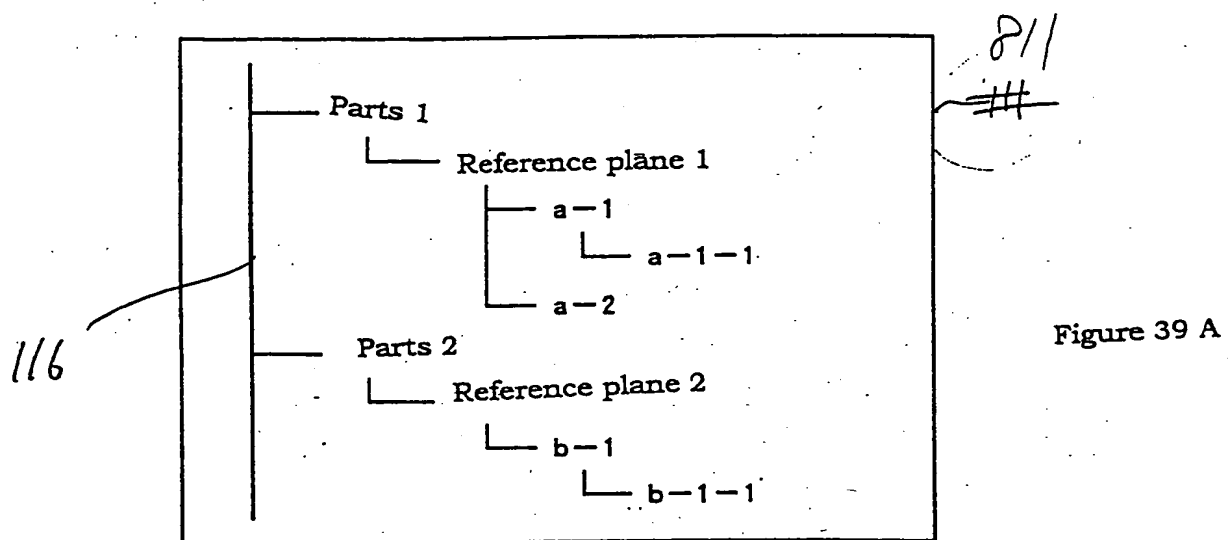 811
Parts 1
Reference plane 1
a-1
a-1-1
a-2
Figure 39 A
116
Parts 2
Reference plane 2
b-1
b-1-1